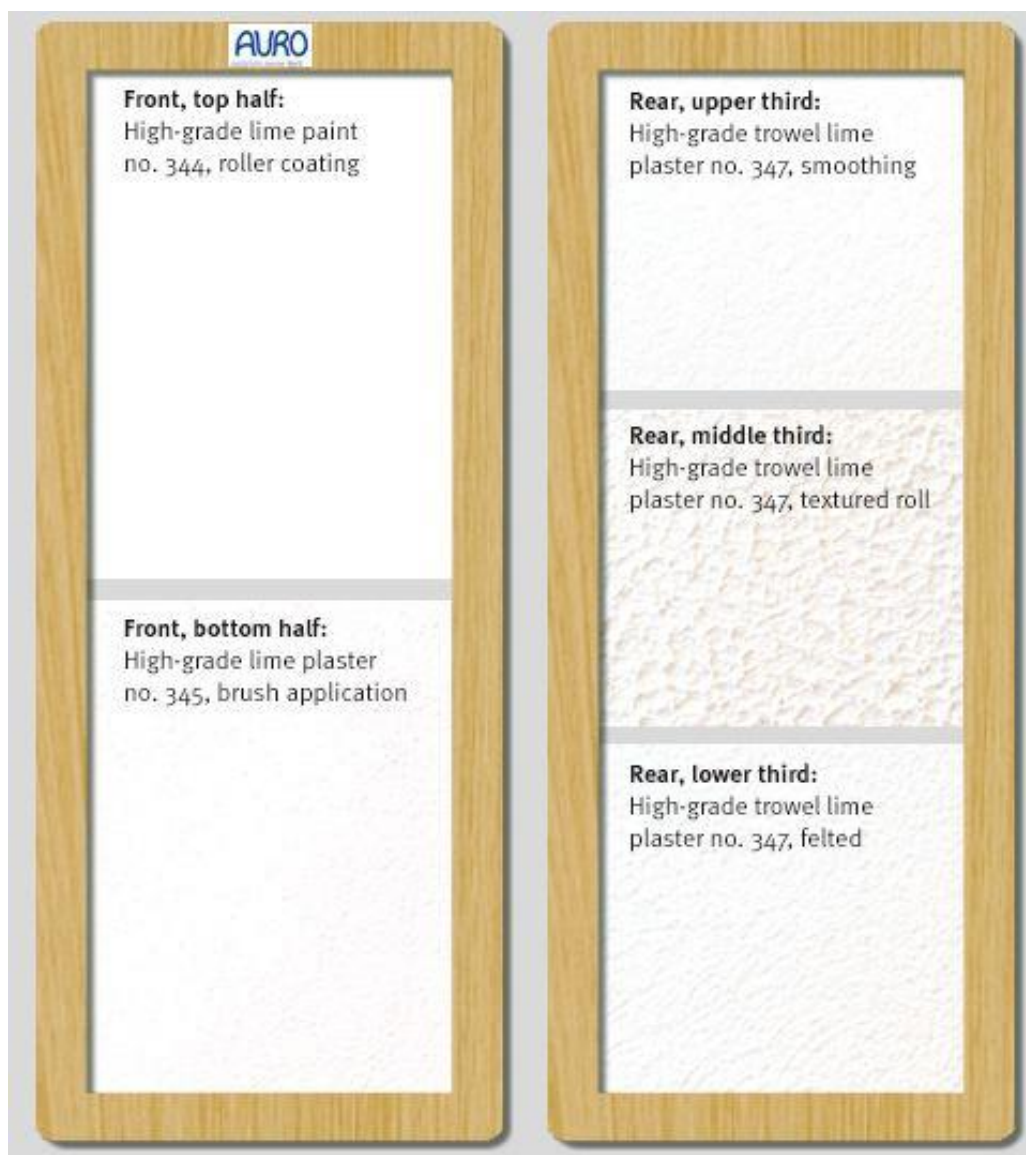 AURO
Front, top half:
High-grade lime paint
no. 344, roller coating
Front, bottom half:
High-grade lime plaster
no. 345, brush application
Rear, upper third:
High-grade trowel lime
plaster no. 347, smoothing
Rear, middle third:
High-grade trowel lime
plaster no. 347, textured roll
Rear, lower third:
High-grade trowel lime
plaster no. 347, felted